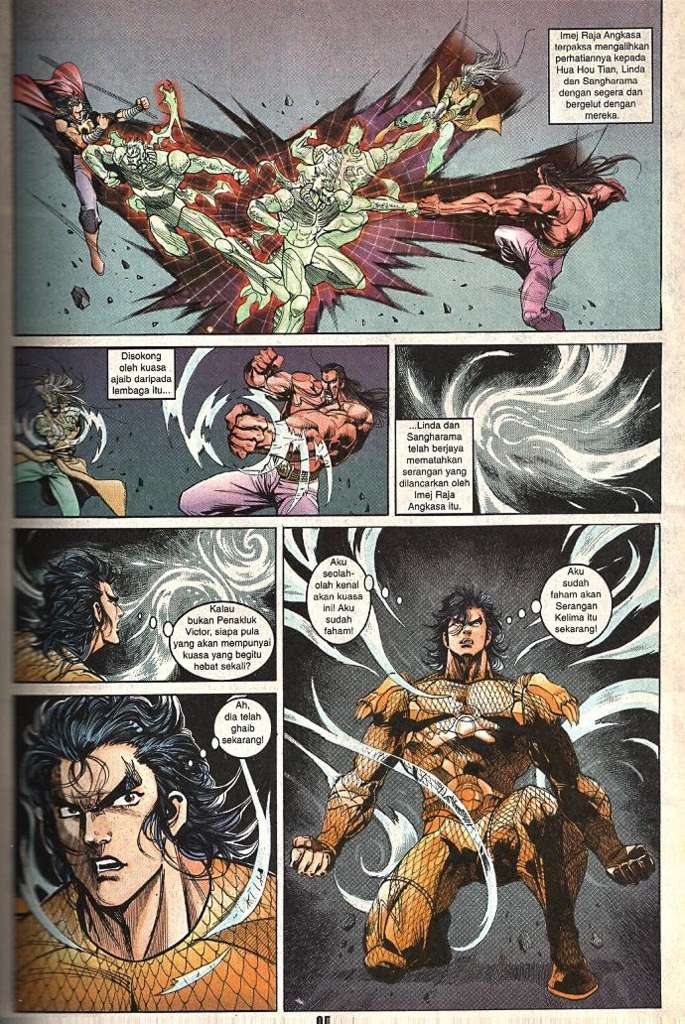 Imej Raja Angkasa
terpaksa mengalihkan
perhatiannya kepada
Hua Hou Tian, Linda
dan Sangharama
dengan segera dan
bergelut dengan
mereka.
Disokong
oleh kuasa
ajaib daripada
lembaga itu...
...Linda dan
Sangharama
telah berjaya
mematahkan
serangan yang
dilancarkan oleh
Imej Raja
Angkasa itu.
Kalau
bukan Penakluk
Victor, siapa pula
yang akan mempunyai
kuasa yang begitu
hebat sekali?
Ah,
dia telah
ghaib
sekarang!
Aku
seolah-
olah kenal
akan kuasa
ini! Aku
sudah
faham!
Aku
sudah
faham akan
Serangan
Kelima itu
sekarang!